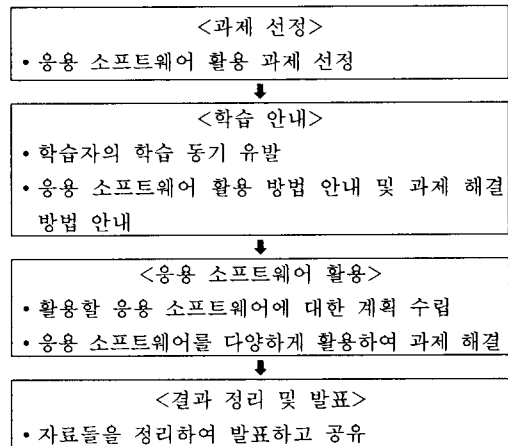 <과제 선정>
• 응용 소프트웨어 활용 과제 선정
<학습 안내>
• 학습자의 학습 동기 유발
• 응용 소프트웨어 활용 방법 안내 및 과제 해결
방법 안내
<응용 소프트웨어 활용>
• 활용할 응용 소프트웨어에 대한 계획 수립
• 응용 소프트웨어를 다양하게 활용하여 과제 해결
<결과 정리 및 발표>
• 자료들을 정리하여 발표하고 공유